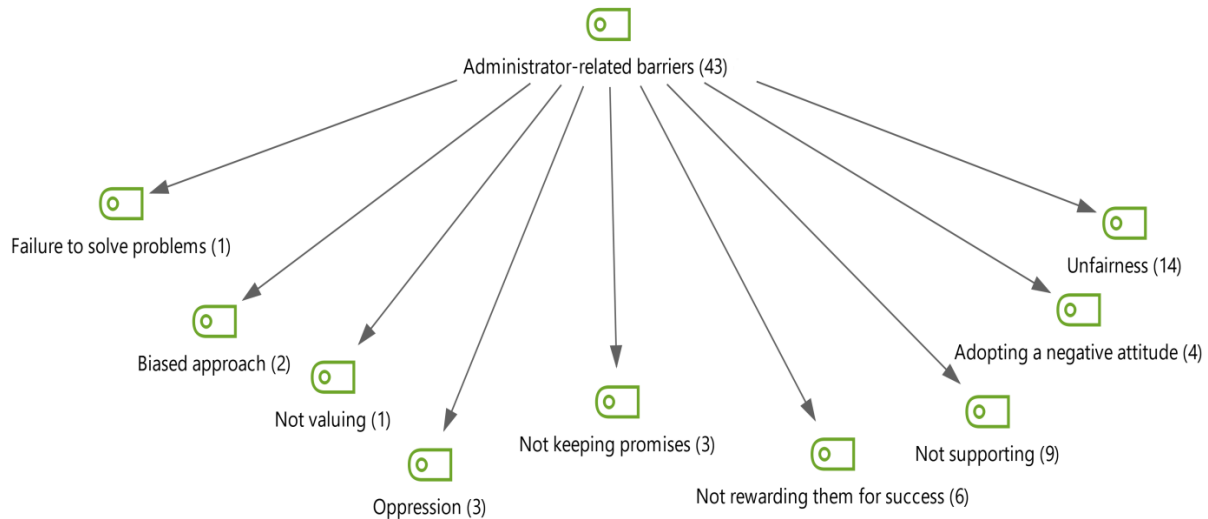 Administrator-related barriers (43)
Failure to solve problems (1)
Unfairness (14)
Biased approach (2)
Adopting a negative attitude (4)
Not valuing (1)
Not keeping promises (3)
Not supporting (9)
Oppression (3)
Not rewarding them for success (6)